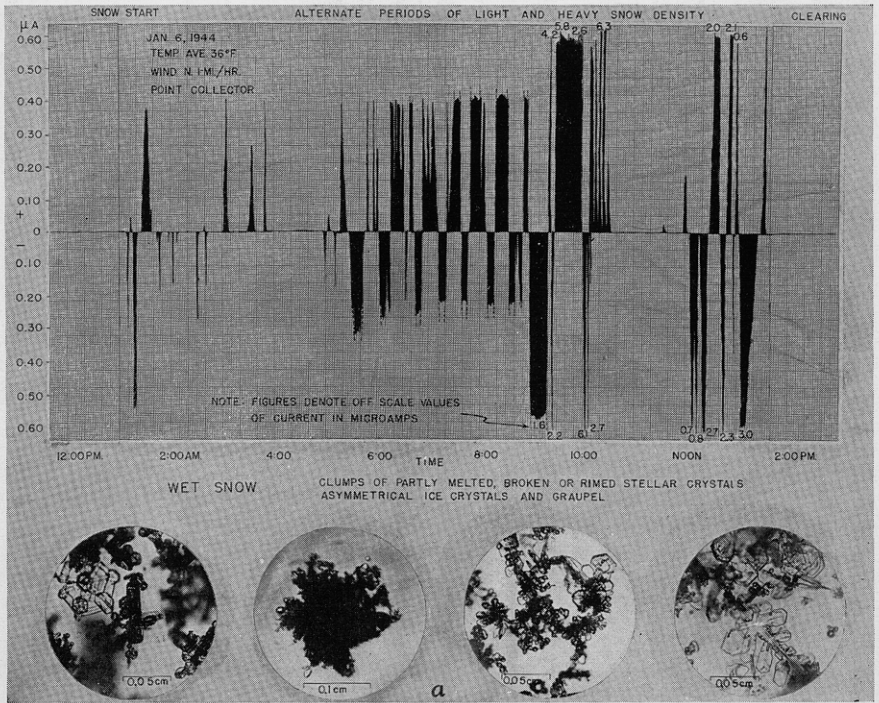 μA SNOW START ALTERNATE PERIODS OF LIGHT AND HEAVY SNOW DENSITY CLEARING
JAN. 6, 1944
TEMP. AVE. 36°F
WIND N. 1 MI./HR.
POINT COLLECTOR
4.2 5.8 2.6 6.3 2.0 2.1 0.6
0.60
0.40
0.30
0.20
0.10
+
0
−
0.10
0.20
0.30
0.40
0.50
0.60
μA
NOTE: FIGURES DENOTE OFF SCALE VALUES
OF CURRENT IN MICROAMPS
1.6 2.2 6.1 2.7 0.7 0.8 2.7 2.3 3.0
12:00 P.M. 2:00 A.M. 4:00 6:00 8:00 10:00 NOON 2:00 P.M.
TIME
WET SNOW CLUMPS OF PARTLY MELTED, BROKEN OR RIMED STELLAR CRYSTALS
ASYMMETRICAL ICE CRYSTALS AND GRAUPEL
0.05cm 0.1cm 0.05cm 0.05cm
a